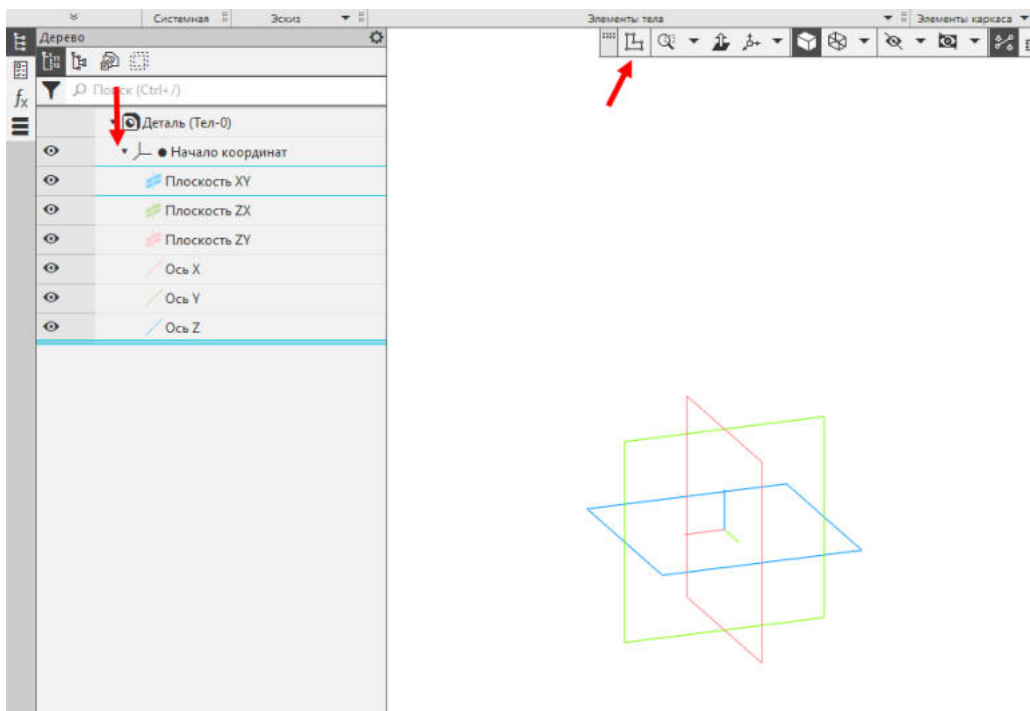 Системная
Эскиз
Элементы тела
Элементы каркаса
Дерево
Поиск (Ctrl+/)
fx
Деталь (Тел-0)
Начало координат
Плоскость XY
Плоскость ZX
Плоскость ZY
Ось X
Ось Y
Ось Z